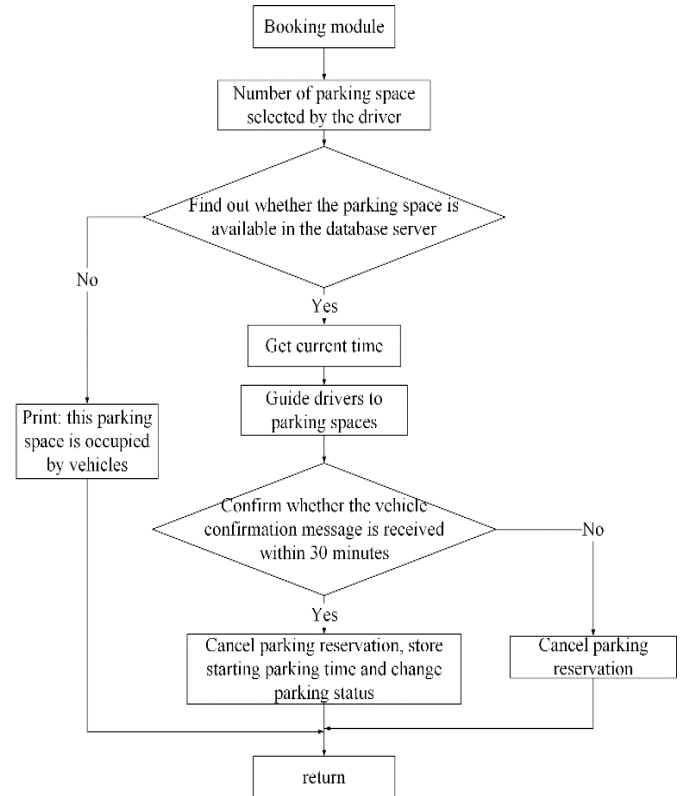 Booking module
Number of parking space
selected by the driver
Find out whether the parking space is
available in the database server
No
Yes
Get current time
Guide drivers to
parking spaces
Print: this parking
space is occupied
by vehicles
Confirm whether the vehicle
confirmation message is received
within 30 minutes
No
Yes
Cancel parking reservation, store
starting parking time and change
parking status
Cancel parking
reservation
return